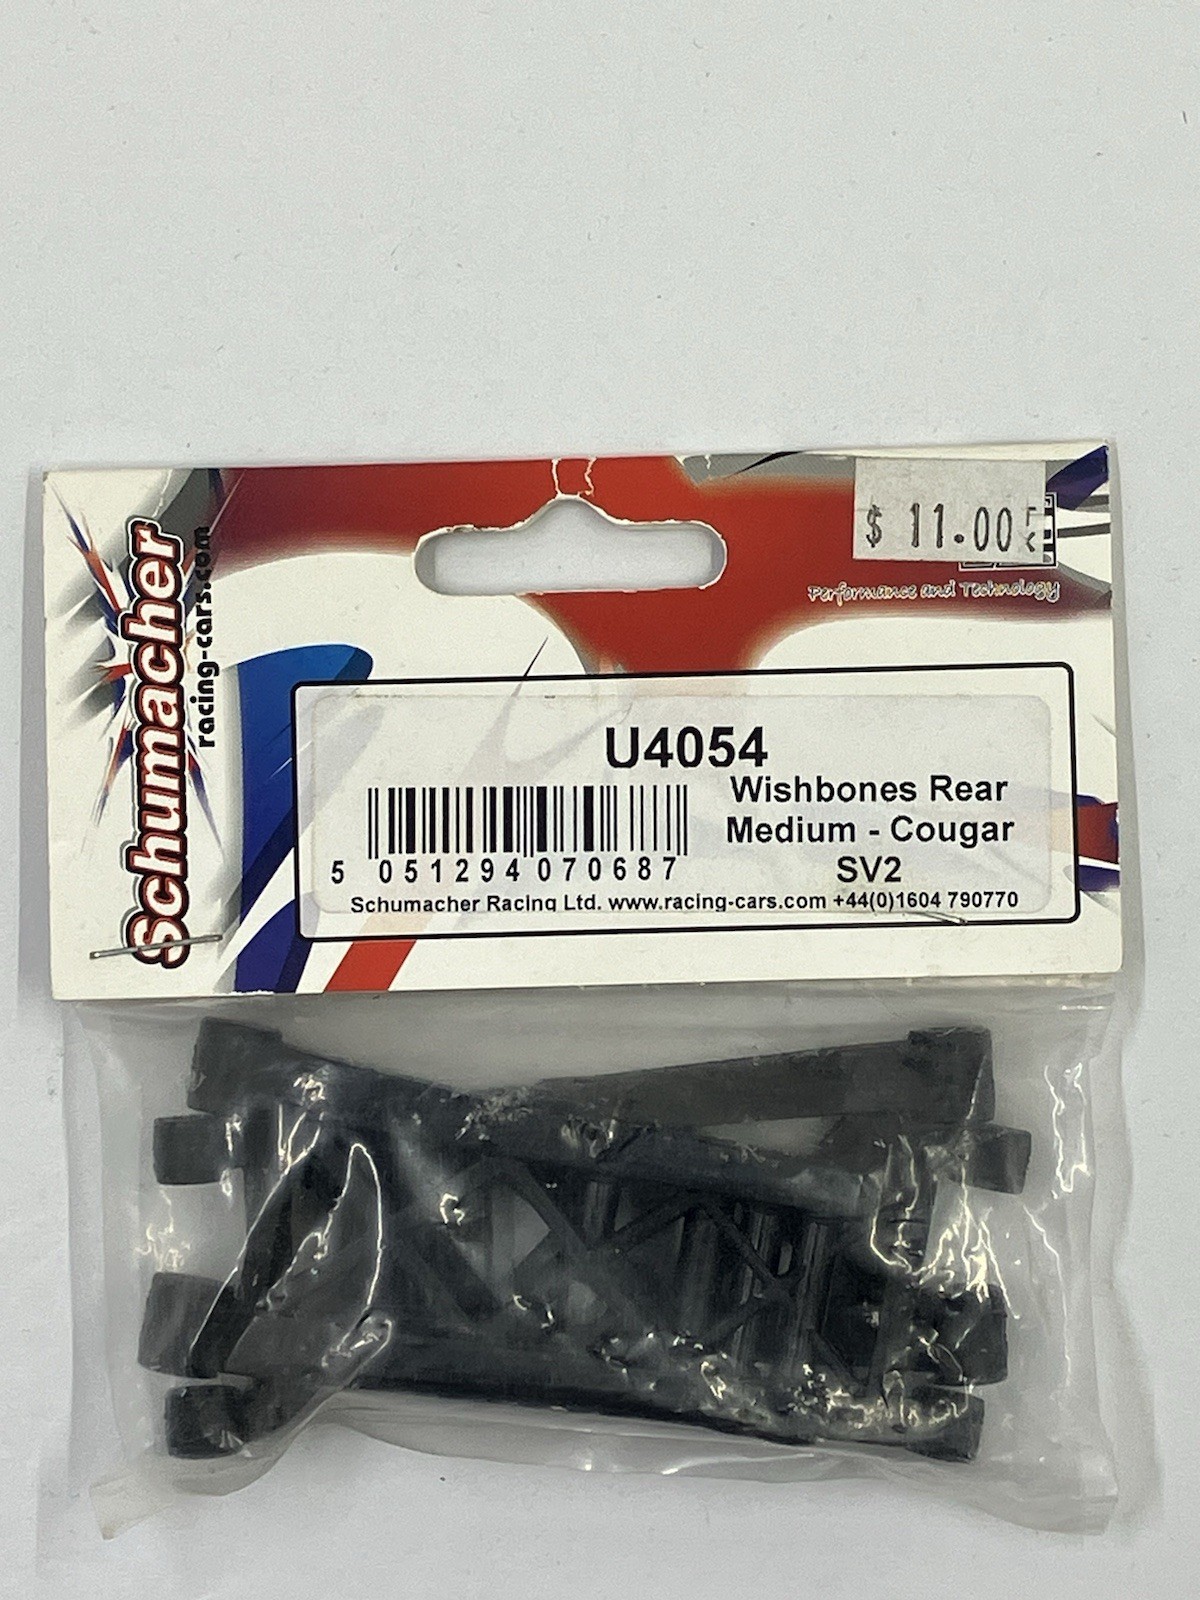 Schumacher
racing-cars.com
$ 11.00
Performance and Technology
U4054
Wishbones Rear
Medium - Cougar
SV2
5 051294 070687
Schumacher Racing Ltd. www.racing-cars.com +44(0)1604 790770